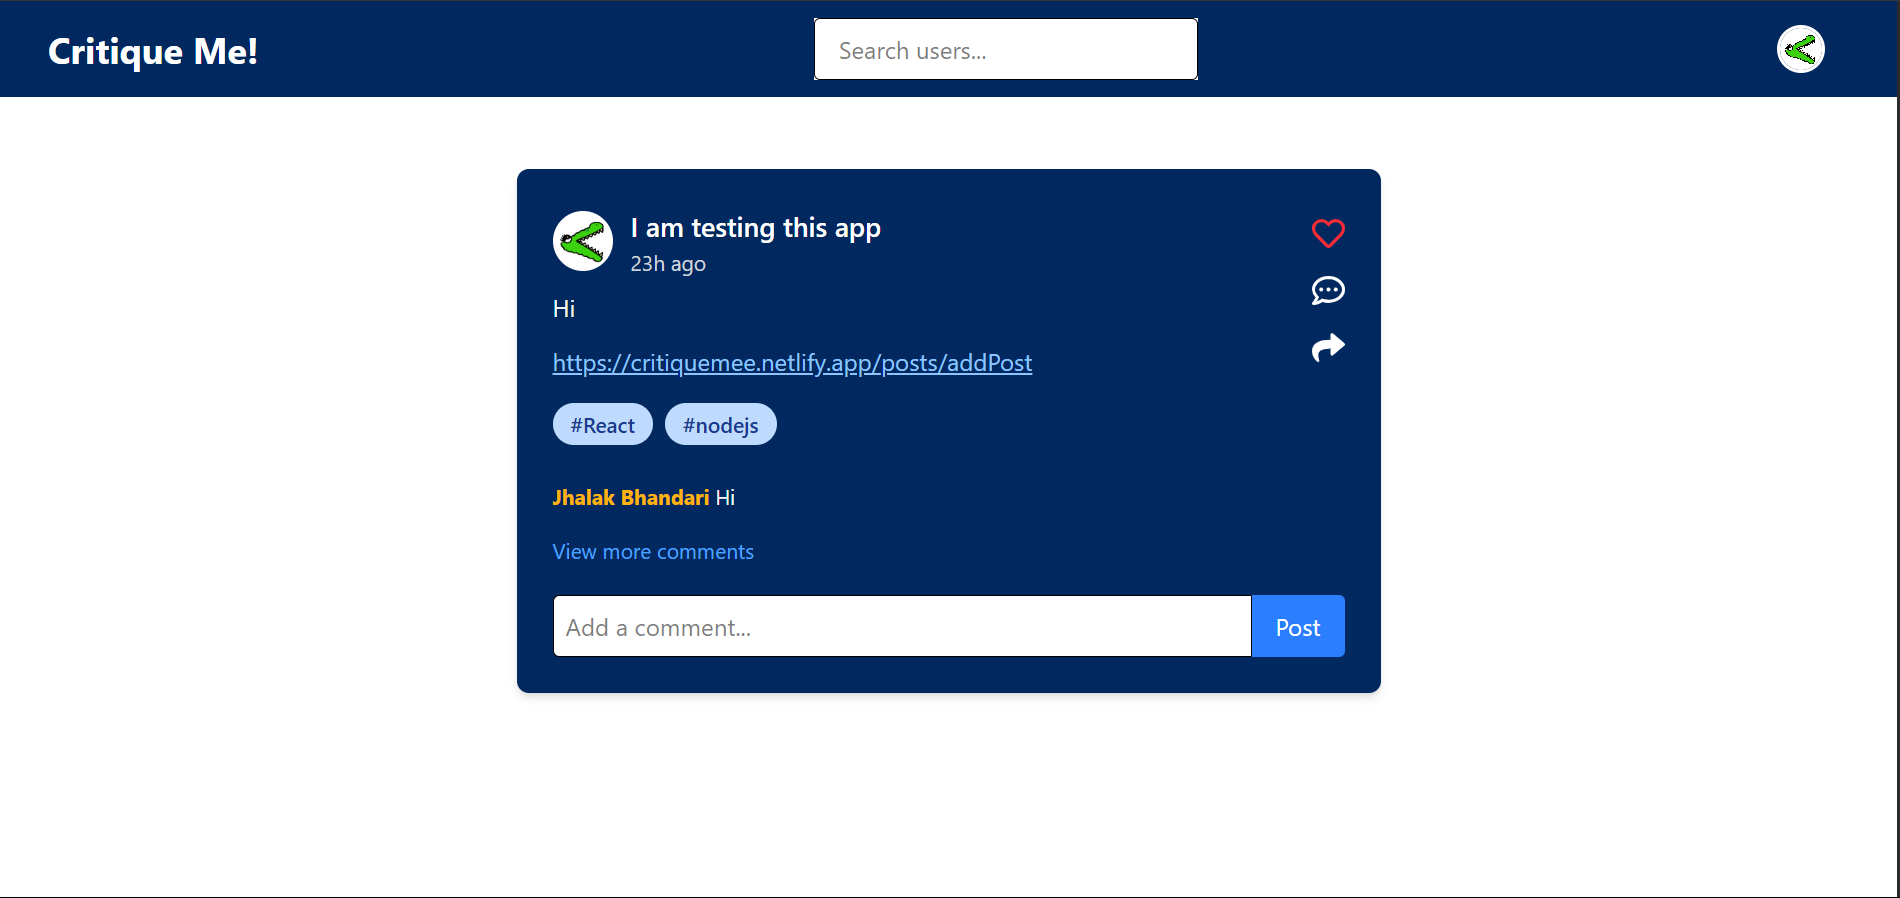 Critique Me!
Search users...
I am testing this app
23h ago
Hi
https://critiquemee.netlify.app/posts/addPost
#React #nodejs
Jhalak Bhandari Hi
View more comments
Add a comment...
Post